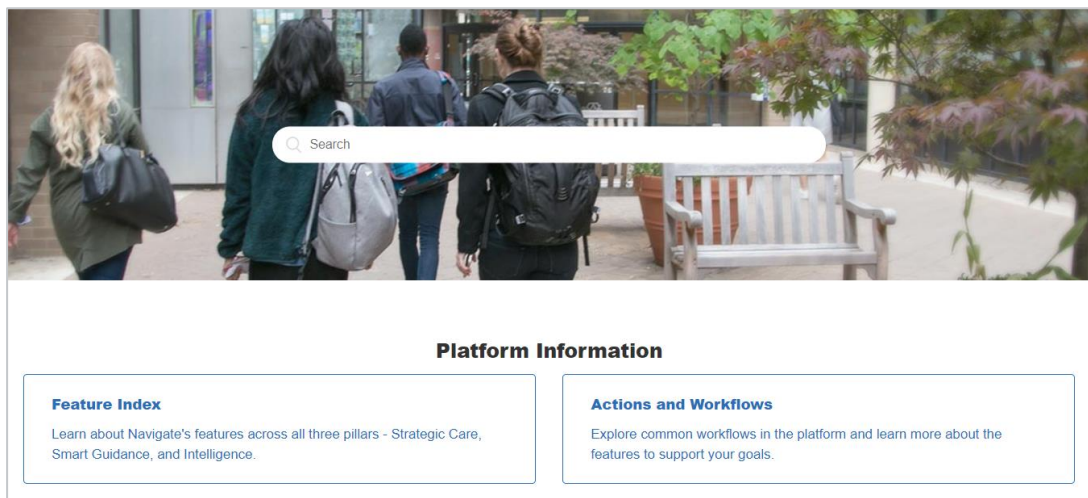 Search
Platform Information
Feature Index
Learn about Navigate's features across all three pillars - Strategic Care,
Smart Guidance, and Intelligence.
Actions and Workflows
Explore common workflows in the platform and learn more about the
features to support your goals.